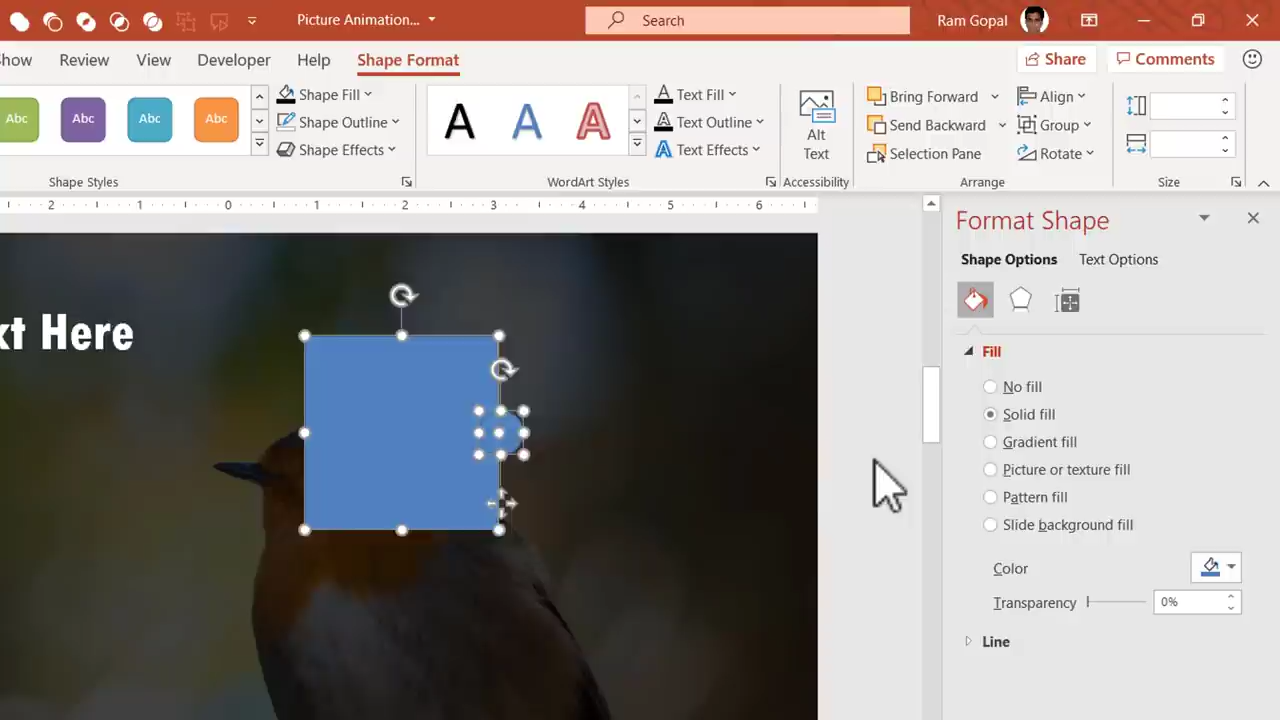 Picture Animation...
Search
Ram Gopal
Show
Review
View
Developer
Help
Shape Format
Share
Comments
Abc
Abc
Abc
Abc
Shape Fill
Shape Outline
Shape Effects
Shape Styles
A
A
A
Text Fill
Text Outline
Text Effects
WordArt Styles
Alt
Text
Accessibility
Bring Forward
Send Backward
Selection Pane
Align
Group
Rotate
Arrange
Size
2 1 0 1 2 3 4 5 6
xt Here
Format Shape
Shape Options
Text Options
Fill
No fill
Solid fill
Gradient fill
Picture or texture fill
Pattern fill
Slide background fill
Color
Transparency
0%
Line